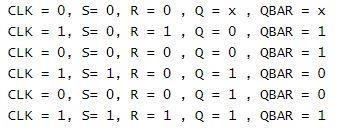 CLK = 0, S= 0, R = 0 , Q = x , QBAR = x
CLK = 1, S= 0, R = 1 , Q = 0 , QBAR = 1
CLK = 0, S= 0, R = 0 , Q = 0 , QBAR = 1
CLK = 1, S= 1, R = 0 , Q = 1 , QBAR = 0
CLK = 0, S= 0, R = 0 , Q = 1 , QBAR = 0
CLK = 1, S= 1, R = 1 , Q = 1 , QBAR = 1